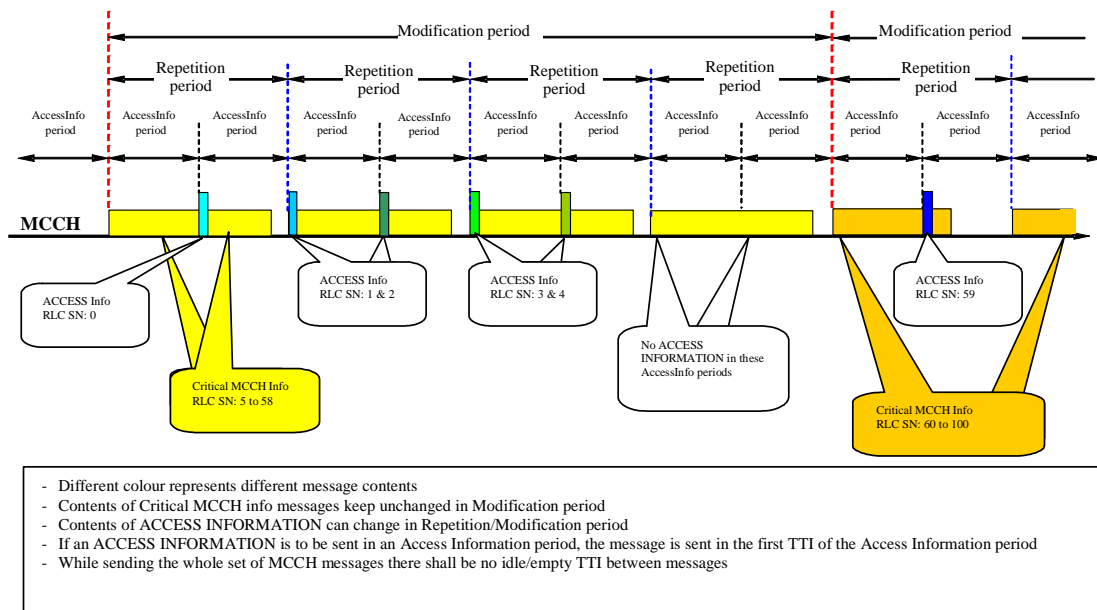 Modification period
Modification period
Repetition
period
Repetition
period
Repetition
period
Repetition
period
Repetition
period
AccessInfo
period
AccessInfo
period
AccessInfo
period
AccessInfo
period
AccessInfo
period
AccessInfo
period
AccessInfo
period
AccessInfo
period
AccessInfo
period
AccessInfo
period
AccessInfo
period
AccessInfo
period
MCCH
ACCESS Info
RLC SN: 0
ACCESS Info
RLC SN: 1 & 2
ACCESS Info
RLC SN: 3 & 4
ACCESS Info
RLC SN: 59
No ACCESS
INFORMATION in these
AccessInfo periods
Critical MCCH Info
RLC SN: 5 to 58
Critical MCCH Info
RLC SN: 60 to 100
- Different colour represents different message contents
- Contents of Critical MCCH info messages keep unchanged in Modification period
- Contents of ACCESS INFORMATION can change in Repetition/Modification period
- If an ACCESS INFORMATION is to be sent in an Access Information period, the message is sent in the first TTI of the Access Information period
- While sending the whole set of MCCH messages there shall be no idle/empty TTI between messages